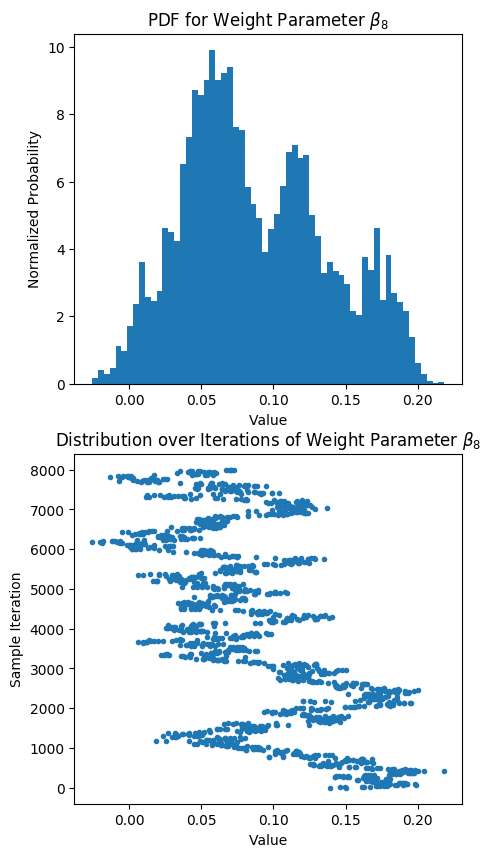 PDF for Weight Parameter β₈
10
8
6
4
2
0
Normalized Probability
0.00 0.05 0.10 0.15 0.20
Value
Distribution over Iterations of Weight Parameter β₈
8000
7000
6000
5000
4000
3000
2000
1000
0
Sample Iteration
0.00 0.05 0.10 0.15 0.20
Value